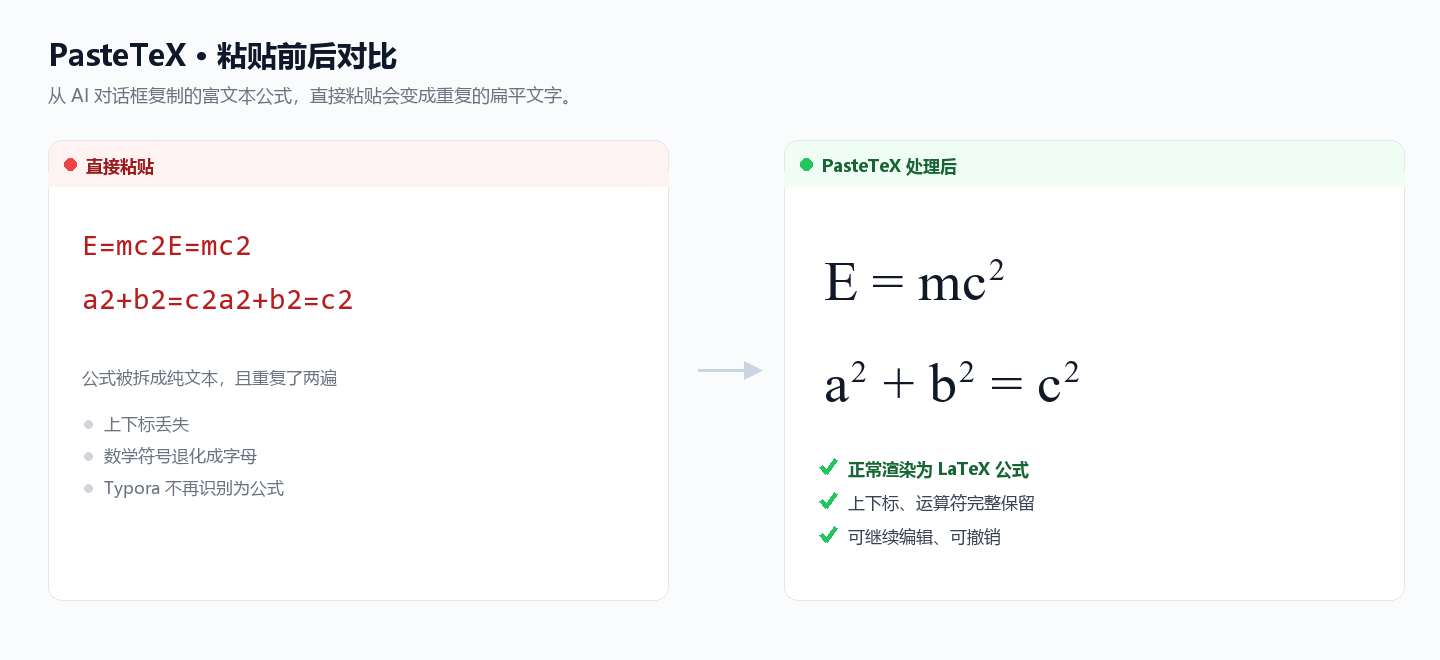 PasteTeX • 粘贴前后对比
从 AI 对话框复制的富文本公式，直接粘贴会变成重复的扁平文字。
直接粘贴
E=mc2E=mc2
a2+b2=c2a2+b2=c2
公式被拆成纯文本，且重复了两遍
上下标丢失
数学符号退化成字母
Typora 不再识别为公式
PasteTeX 处理后
E = mc²
a² + b² = c²
正常渲染为 LaTeX 公式
上下标、运算符完整保留
可继续编辑、可撤销